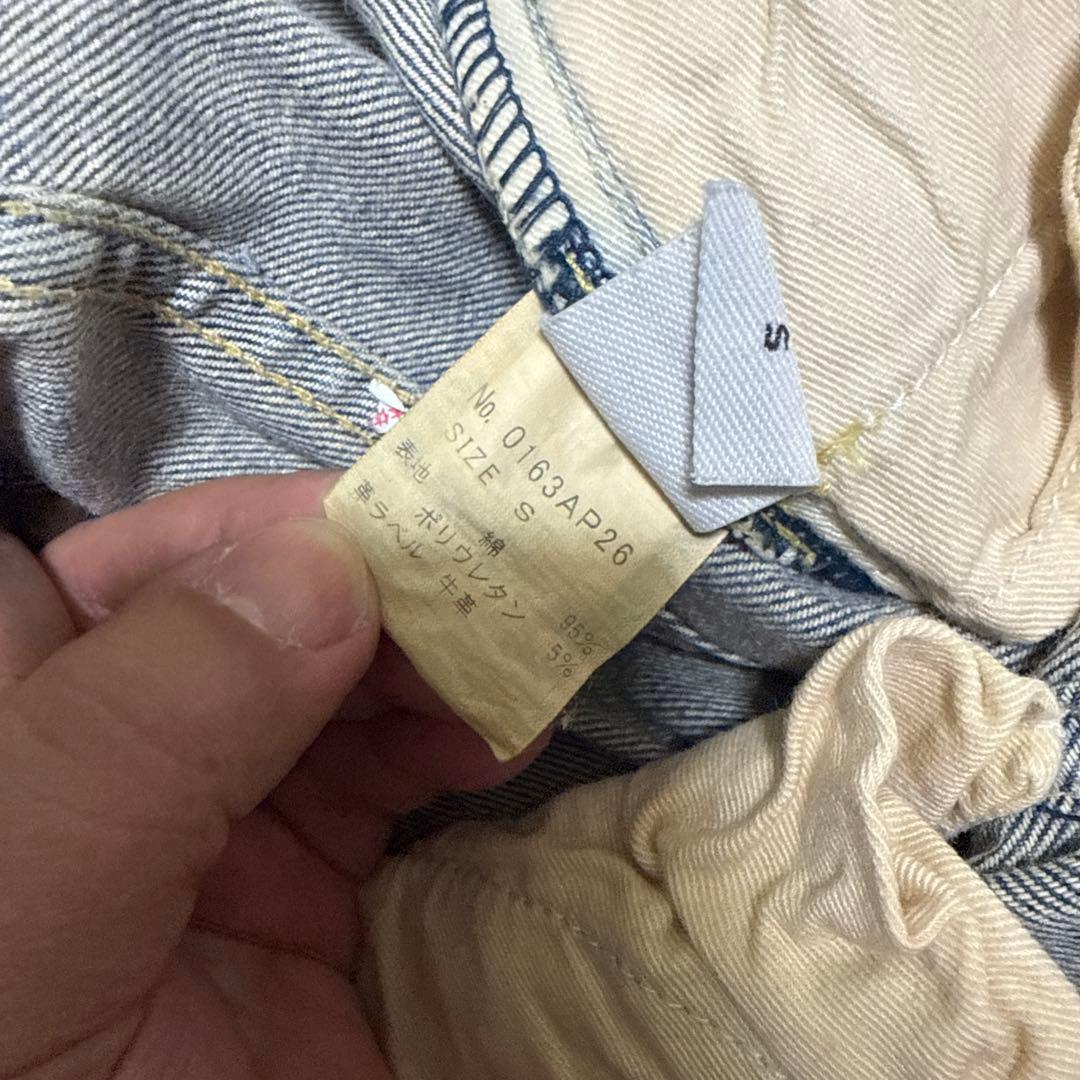 S
No. 0163AP26
SIZE S
表地 綿 95%
ポリウレタン 5%
革ラベル 牛革